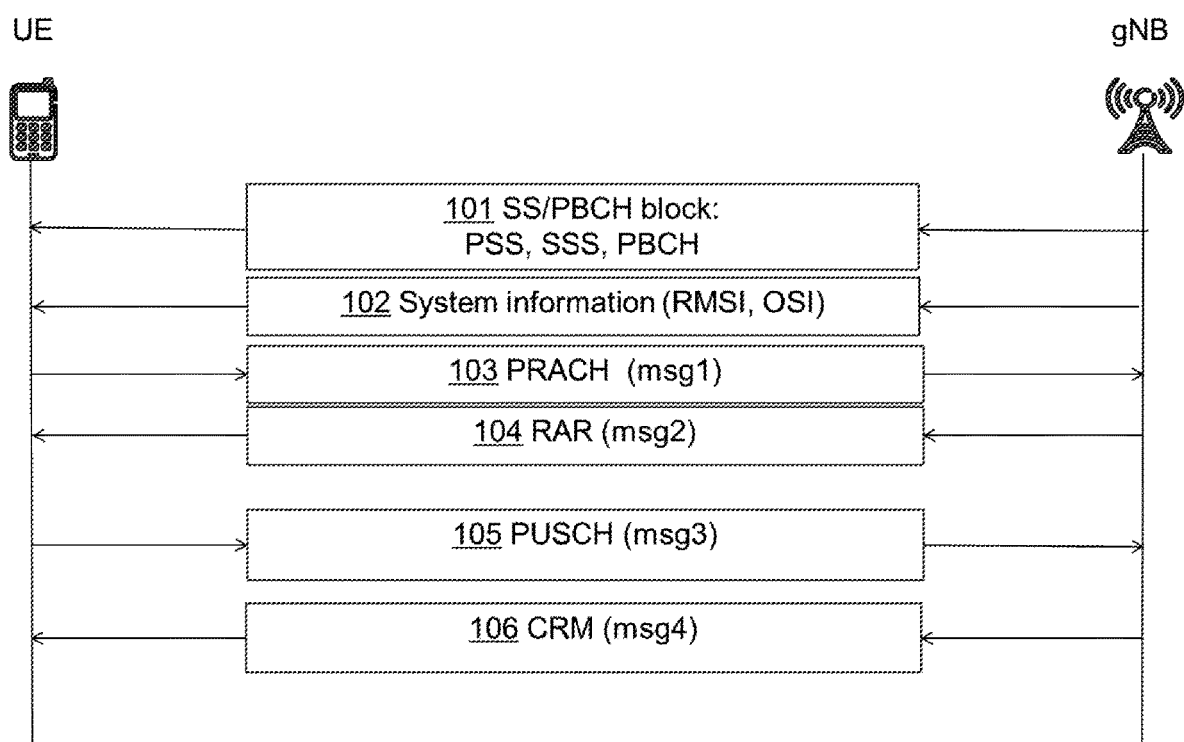 UE
gNB
101 SS/PBCH block:
PSS, SSS, PBCH
102 System information (RMSI, OSI)
103 PRACH (msg1)
104 RAR (msg2)
105 PUSCH (msg3)
106 CRM (msg4)